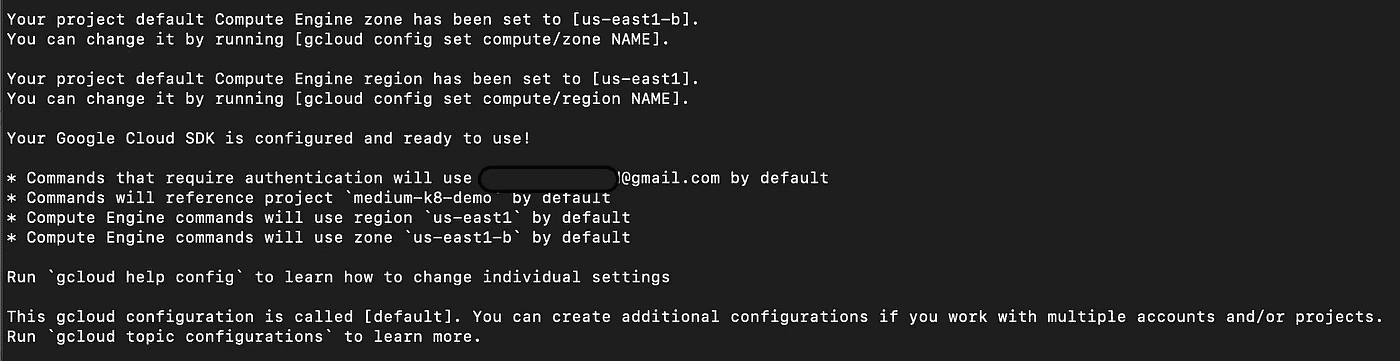 Your project default Compute Engine zone has been set to [us-east1-b].
You can change it by running [gcloud config set compute/zone NAME].
Your project default Compute Engine region has been set to [us-east1].
You can change it by running [gcloud config set compute/region NAME].
Your Google Cloud SDK is configured and ready to use!
* Commands that require authentication will use @gmail.com by default
* Commands will reference project `medium-k8-demo` by default
* Compute Engine commands will use region `us-east1` by default
* Compute Engine commands will use zone `us-east1-b` by default
Run `gcloud help config` to learn how to change individual settings
This gcloud configuration is called [default]. You can create additional configurations if you work with multiple accounts and/or projects.
Run `gcloud topic configurations` to learn more.